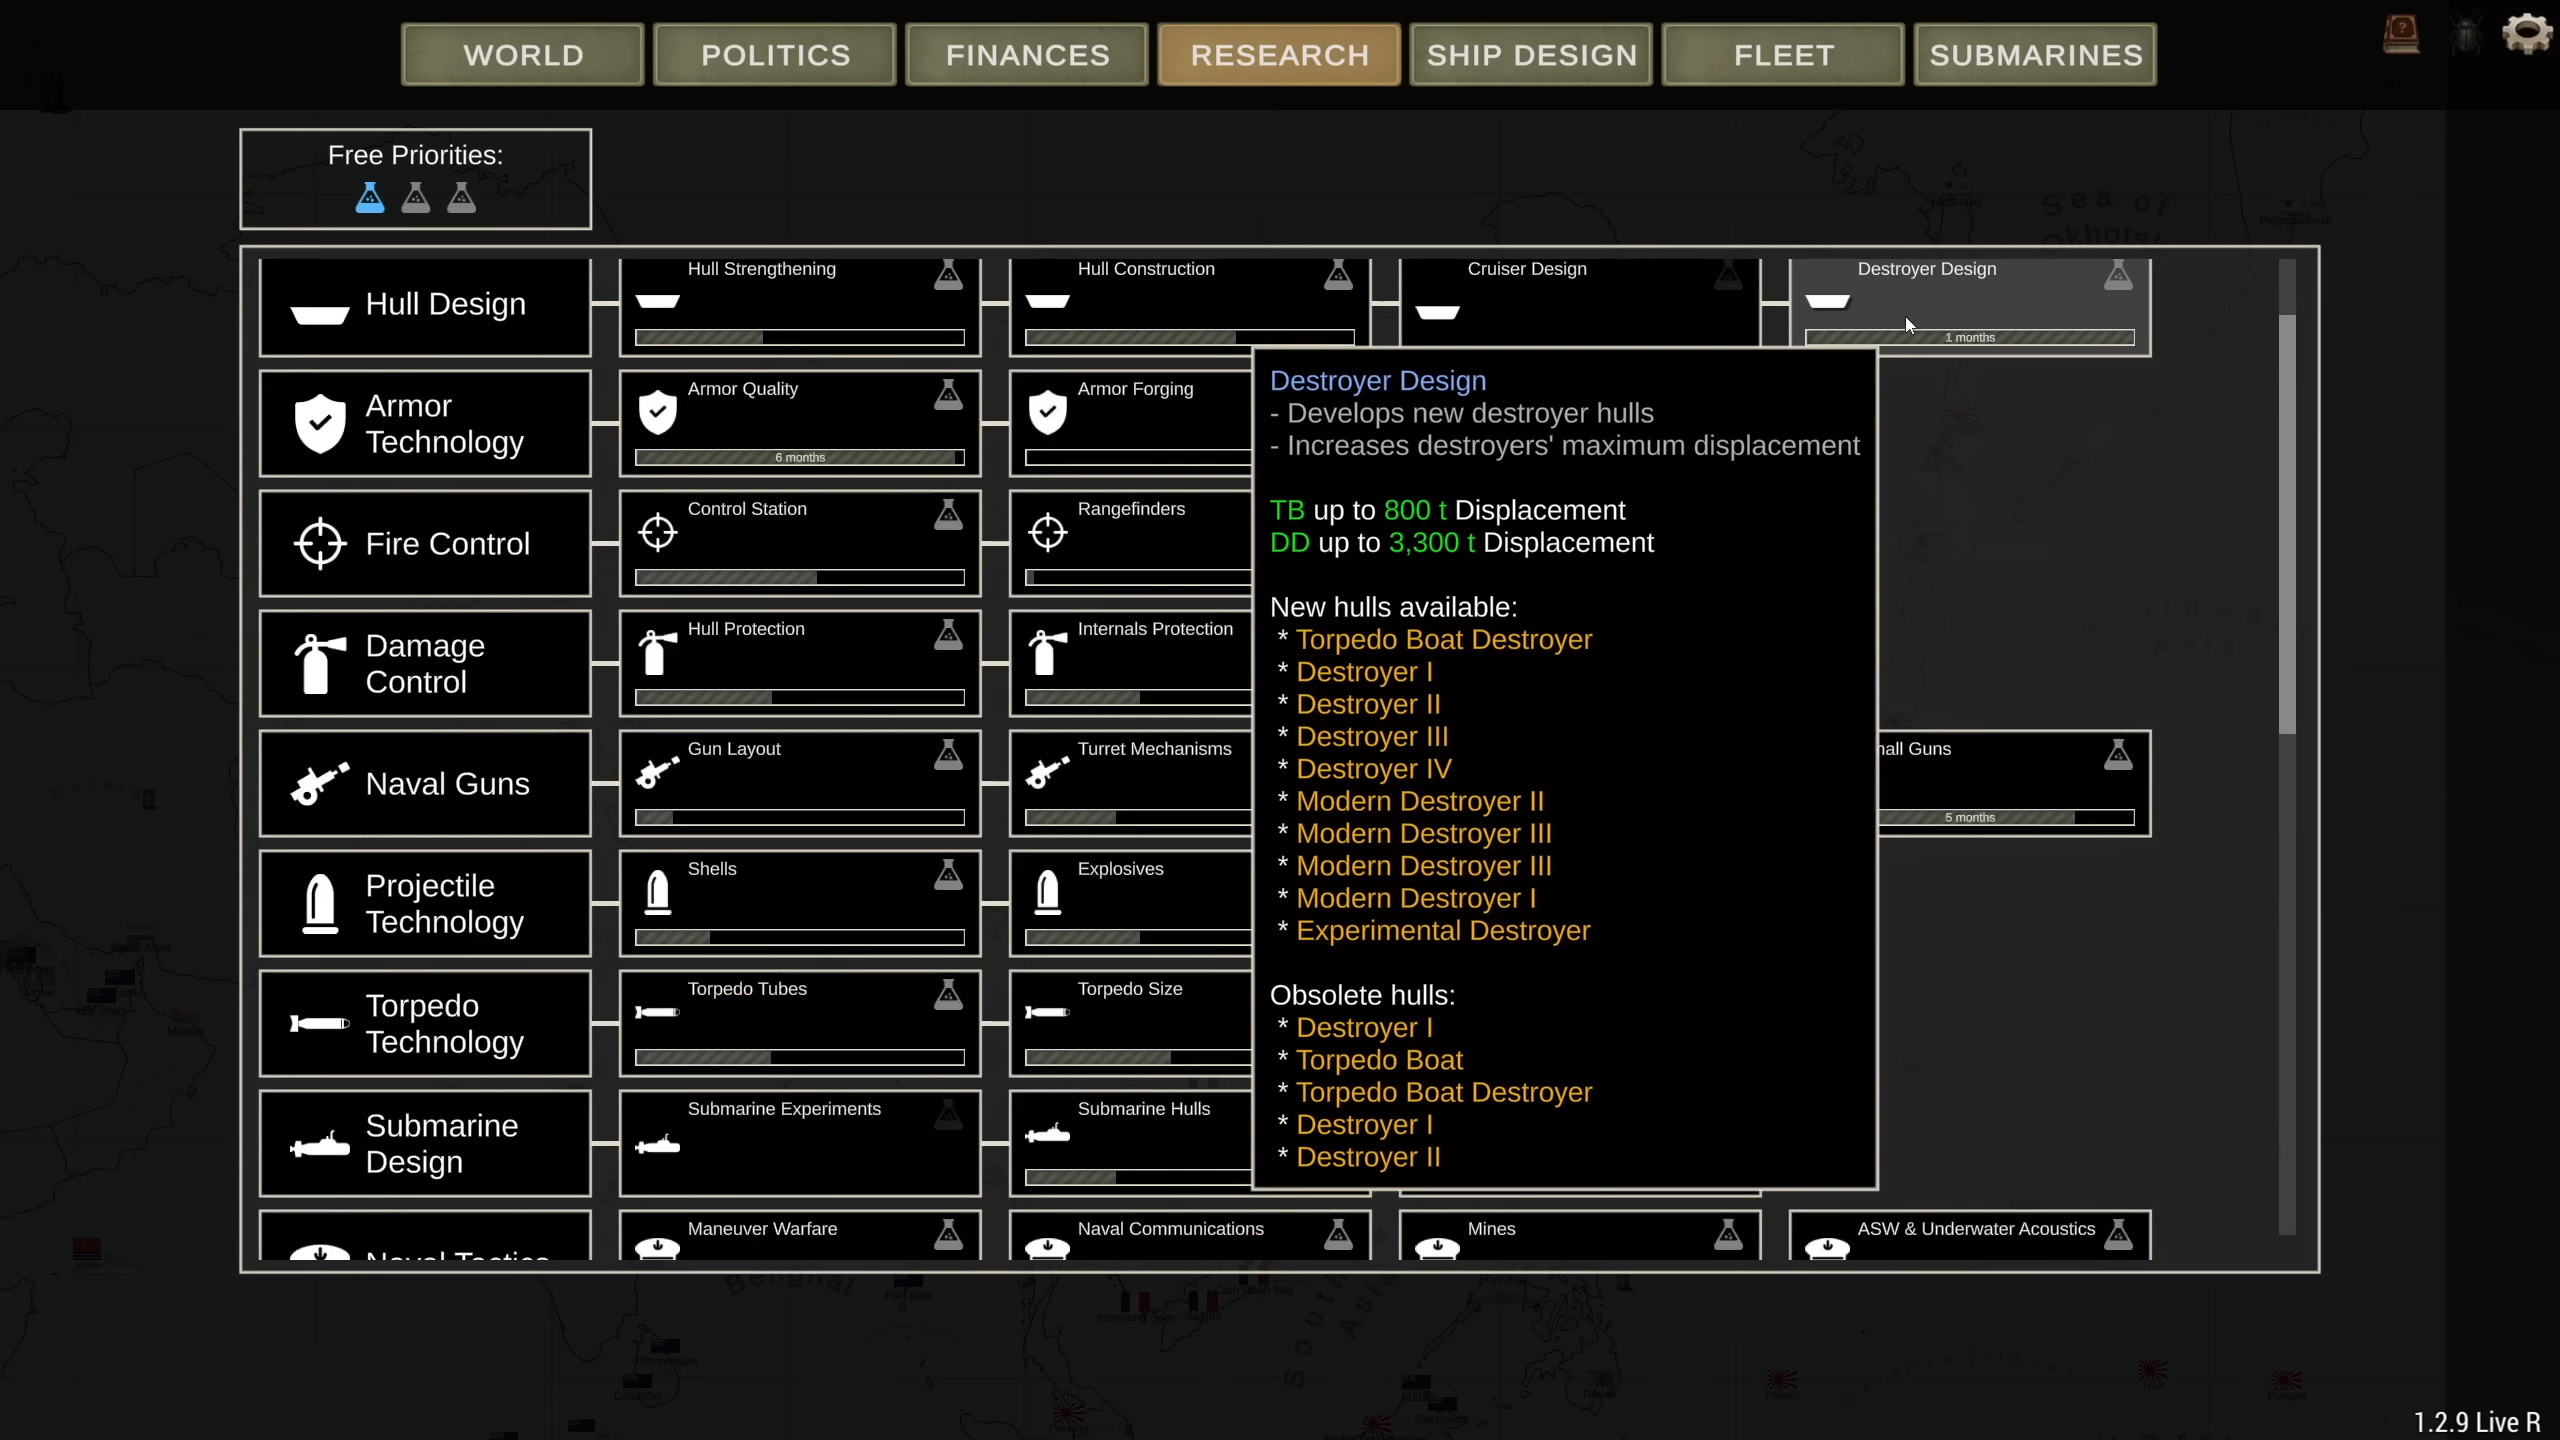 WORLD
POLITICS
FINANCES
RESEARCH
SHIP DESIGN
FLEET
SUBMARINES
Free Priorities:
Hull Design
Hull Strengthening
Hull Construction
Cruiser Design
Destroyer Design
1 months
Armor
Technology
Armor Quality
6 months
Armor Forging
Fire Control
Control Station
Rangefinders
Damage
Control
Hull Protection
Internals Protection
Naval Guns
Gun Layout
Turret Mechanisms
Guns
5 months
Projectile
Technology
Shells
Explosives
Torpedo
Technology
Torpedo Tubes
Torpedo Size
Submarine
Design
Submarine Experiments
Submarine Hulls
Naval Tactics
Maneuver Warfare
Naval Communications
Mines
ASW & Underwater Acoustics
Destroyer Design
- Develops new destroyer hulls
- Increases destroyers' maximum displacement
TB up to 800 t Displacement
DD up to 3,300 t Displacement
New hulls available:
* Torpedo Boat Destroyer
* Destroyer I
* Destroyer II
* Destroyer III
* Destroyer IV
* Modern Destroyer II
* Modern Destroyer III
* Modern Destroyer III
* Modern Destroyer I
* Experimental Destroyer
Obsolete hulls:
* Destroyer I
* Torpedo Boat
* Torpedo Boat Destroyer
* Destroyer I
* Destroyer II
Sea of
Colombo
1.2.9 Live R